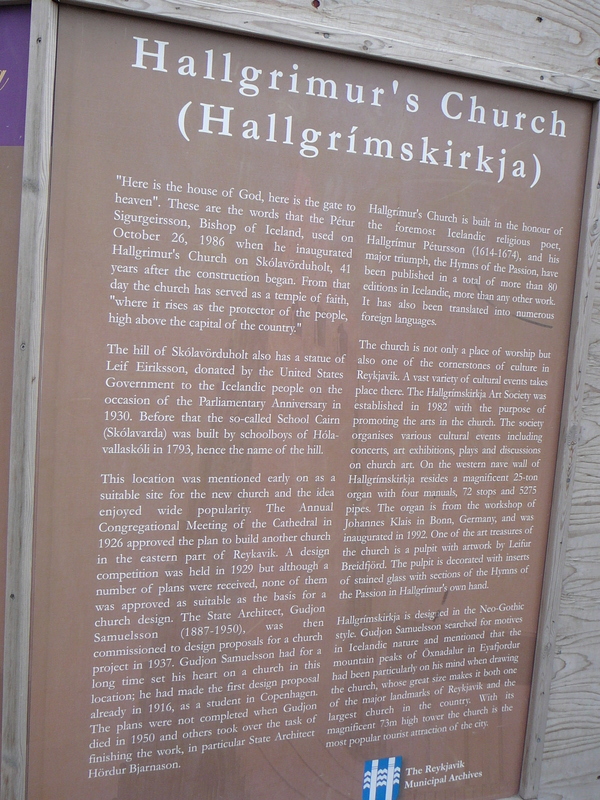 Hallgrimur's Church
(Hallgrímskirkja)
"Here is the house of God, here is the gate to
heaven". These are the words that the Pétur
Sigurgeirsson, Bishop of Iceland, used on
October 26, 1986 when he inaugurated
Hallgrimur's Church on Skólavörduholt, 41
years after the construction began. From that
day the church has served as a temple of faith,
"where it rises as the protector of the people,
high above the capital of the country."
The hill of Skólavörduholt also has a statue of
Leif Eiriksson, donated by the United States
Government to the Icelandic people on the
occasion of the Parliamentary Anniversary in
1930. Before that the so-called School Cairn
(Skólavarda) was built by schoolboys of Hóla-
vallaskóli in 1793, hence the name of the hill.
This location was mentioned early on as a
suitable site for the new church and the idea
enjoyed wide popularity. The Annual
Congregational Meeting of the Cathedral in
1926 approved the plan to build another church
in the eastern part of Reykavik. A design
competition was held in 1929 but although a
number of plans were received, none of them
was approved as suitable as the basis for a
church design. The State Architect, Gudjon
Samuelsson (1887-1950), was then
commissioned to design proposals for a church
project in 1937. Gudjon Samuelsson had for a
long time set his heart on a church in this
location; he had made the first design proposal
already in 1916, as a student in Copenhagen.
The plans were not completed when Gudjon
died in 1950 and others took over the task of
finishing the work, in particular State Architect
Hördur Bjarnason.
Hallgrimur's Church is built in the honour of
the foremost Icelandic religious poet,
Hallgrímur Pétursson (1614-1674), and his
major triumph, the Hymns of the Passion, have
been published in a total of more than 80
editions in Icelandic, more than any other work.
It has also been translated into numerous
foreign languages.
The church is not only a place of worship but
also one of the cornerstones of culture in
Reykjavik. A vast variety of cultural events takes
place there. The Hallgrímskirkja Art Society was
established in 1982 with the purpose of
promoting the arts in the church. The society
organises various cultural events including
concerts, art exhibitions, plays and discussions
on church art. On the western nave wall of
Hallgrímskirkja resides a magnificent 25-ton
organ with four manuals, 72 stops and 5275
pipes. The organ is from the workshop of
Johannes Klais in Bonn, Germany, and was
inaugurated in 1992. One of the art treasures of
the church is a pulpit with artwork by Leifur
Breidfjörd. The pulpit is decorated with inserts
of stained glass with sections of the Hymns of
the Passion in Hallgrimur's own hand.
Hallgrímskirkja is designed in the Neo-Gothic
style. Gudjon Samuelsson searched for motives
in Icelandic nature and mentioned that the
mountain peaks of Öxnadalur in Eyafjordur
had been particularly on his mind when drawing
the church, whose great size makes it both one
of the major landmarks of Reykjavik and the
largest church in the country. With its
magnificent 73m high tower the church is the
most popular tourist attraction of the city.
The Reykjavik
Municipal Archives